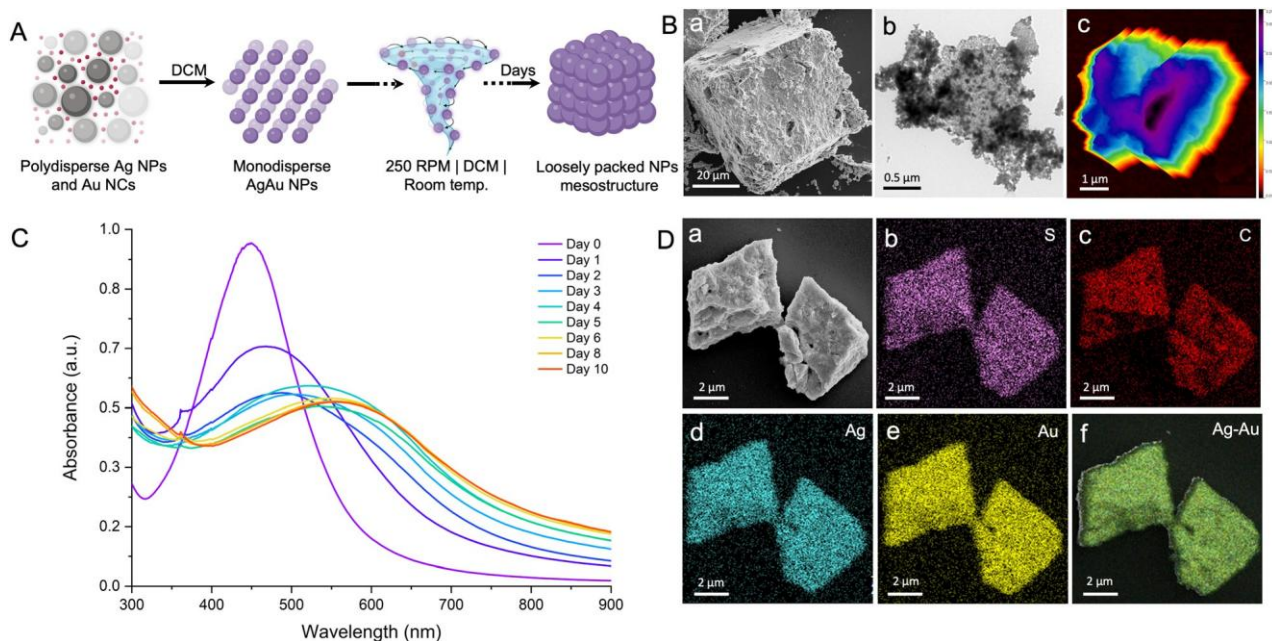 A
DCM
Days
Polydisperse Ag NPs
and Au NCs
Monodisperse
AgAu NPs
250 RPM | DCM |
Room temp.
Loosely packed NPs
mesostructure
B
a
20 µm
b
0.5 µm
c
1 µm
C
1.0
0.8
0.7
0.5
0.3
0.2
0.0
300
400
500
600
700
800
900
Absorbance (a.u.)
Wavelength (nm)
Day 0
Day 1
Day 2
Day 3
Day 4
Day 5
Day 6
Day 8
Day 10
D
a
2 µm
b
S
2 µm
c
C
2 µm
d
Ag
2 µm
e
Au
2 µm
f
Ag-Au
2 µm